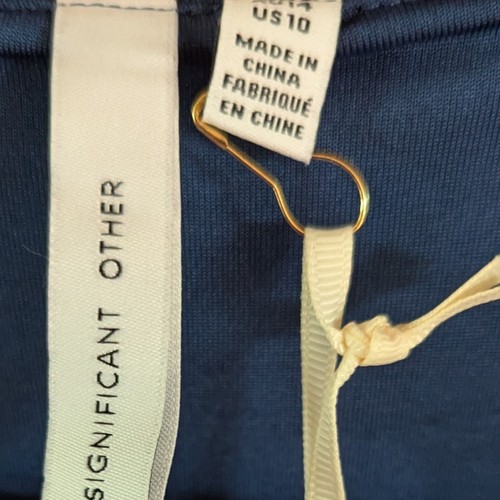 US 10
MADE IN
CHINA
FABRIQUÉ
EN CHINE
SIGNIFICANT OTHER